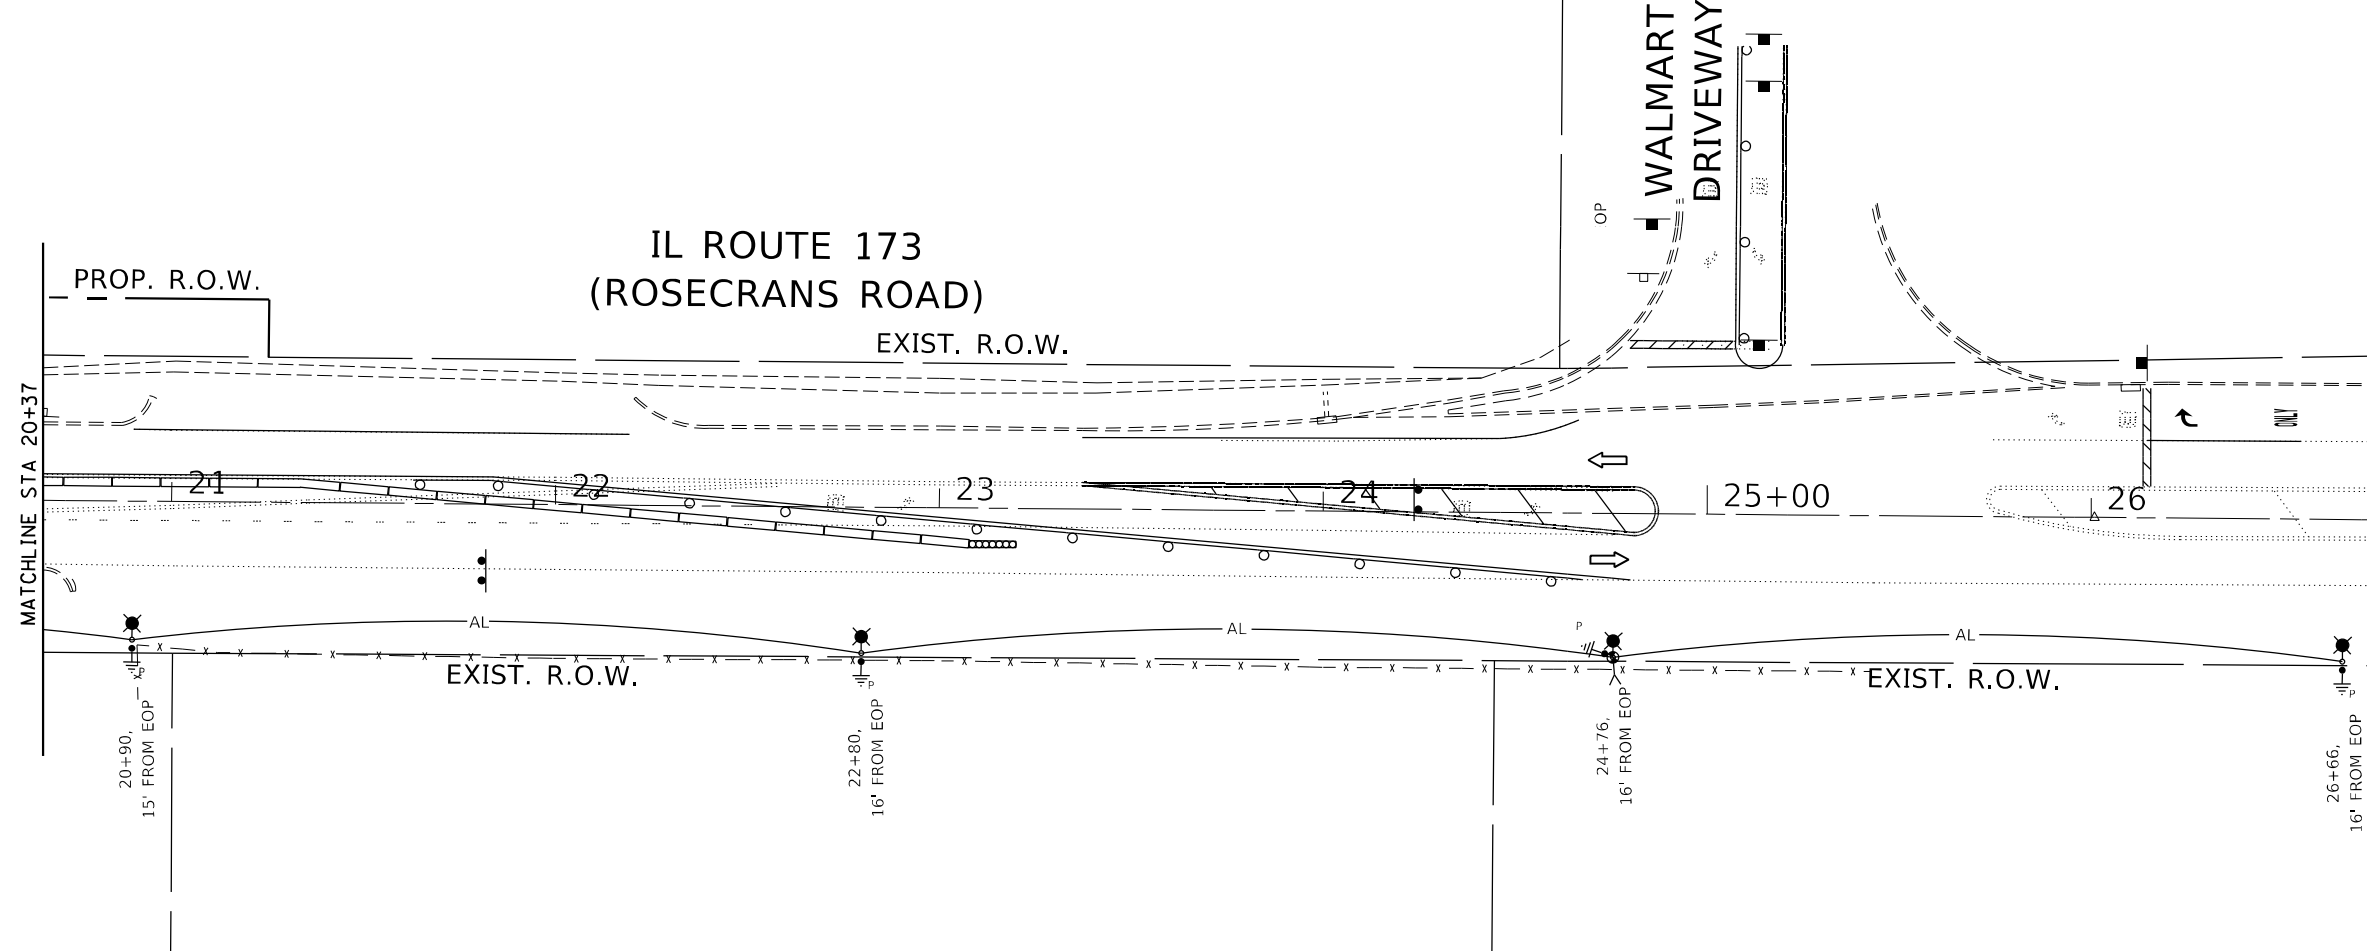 WALMART
DRIVEWAY
OP
IL ROUTE 173
(ROSECRANS ROAD)
PROP. R.O.W.
EXIST. R.O.W.
MATCHLINE STA 20+37
21
22
23
24
25+00
26
AL
AL
AL
P
P
P
P
EXIST. R.O.W.
EXIST. R.O.W.
20+90,
15' FROM EOP
22+80,
16' FROM EOP
24+76,
16' FROM EOP
26+66,
16' FROM EOP